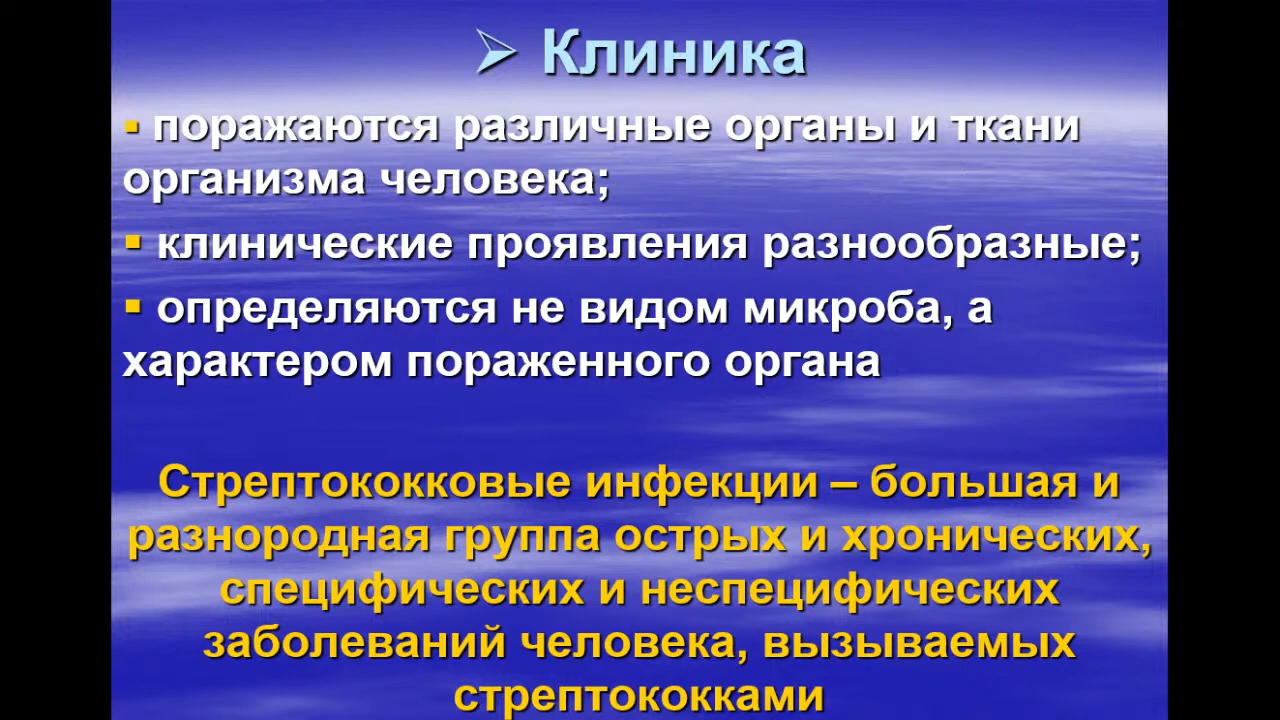 Клиника
поражаются различные органы и ткани
организма человека;
клинические проявления разнообразные;
определяются не видом микроба, а
характером пораженного органа
Стрептококковые инфекции – большая и
разнородная группа острых и хронических,
специфических и неспецифических
заболеваний человека, вызываемых
стрептококками